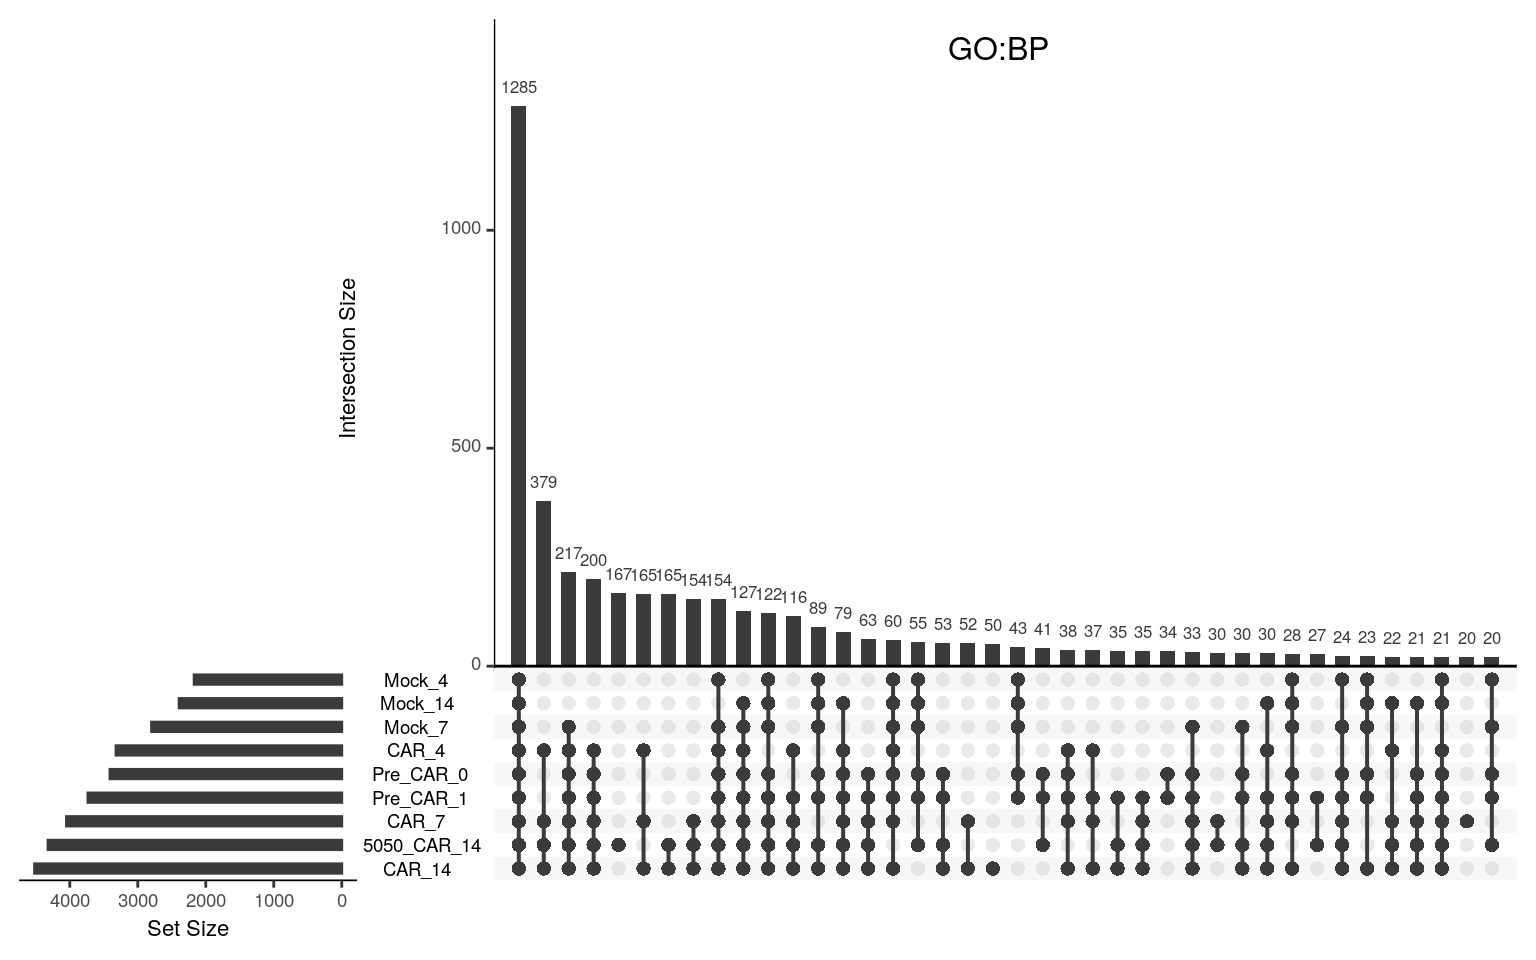 GO:BP
1285
1000
500
0
Intersection Size
379
217 200 167 165 165 154 154 127 122 116 89 79 63 60 55 53 52 50 43 41 38 37 35 35 34 33 30 30 30 28 27 24 23 22 21 21 20 20
Mock_4
Mock_14
Mock_7
CAR_4
Pre_CAR_0
Pre_CAR_1
CAR_7
5050_CAR_14
CAR_14
4000 3000 2000 1000 0
Set Size